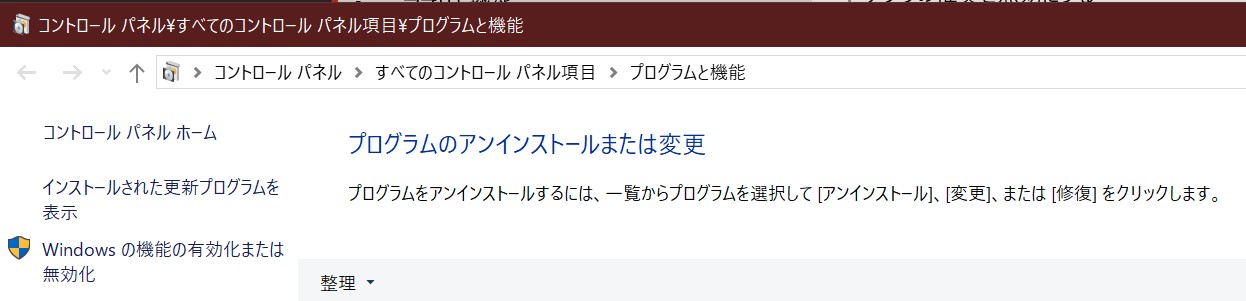 コントロール パネル¥すべてのコントロール パネル項目¥プログラムと機能
コントロール パネル
すべてのコントロール パネル項目
プログラムと機能
コントロール パネル ホーム
インストールされた更新プログラムを
表示
Windows の機能の有効化または
無効化
プログラムのアンインストールまたは変更
プログラムをアンインストールするには、一覧からプログラムを選択して [アンインストール]、[変更]、または [修復] をクリックします。
整理